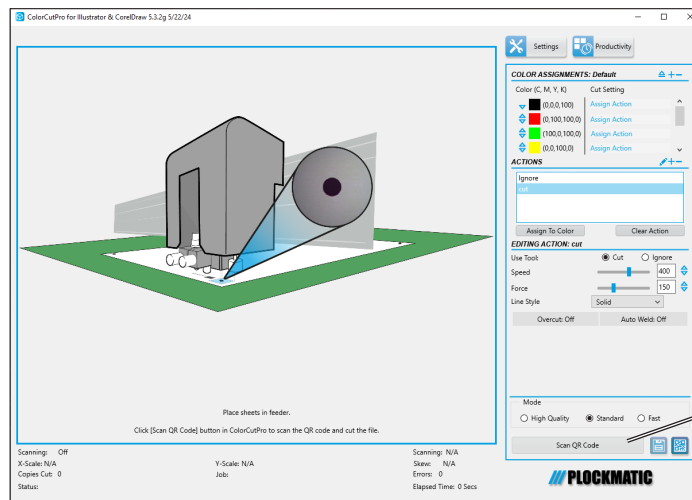 ColorCutPro for Illustrator & CorelDraw 5.3.2g 5/22/24
Settings
Productivity
COLOR ASSIGNMENTS: Default
Color (C, M, Y, K) Cut Setting
(0,0,0,100) Assign Action
(0,100,100,0) Assign Action
(100,0,100,0) Assign Action
(0,0,100,0) Assign Action
ACTIONS
Ignore
cut
Assign To Color Clear Action
EDITING ACTION: cut
Use Tool: Cut Ignore
Speed 400
Force 150
Line Style Solid
Overcut: Off Auto Weld: Off
Place sheets in feeder.
Click [Scan QR Code] button in ColorCutPro to scan the QR code and cut the file.
Mode
High Quality Standard Fast
Scan QR Code
Scanning: Off Scanning: N/A
X-Scale: N/A Y-Scale: N/A Skew: N/A
Copies Cut: 0 Job: Errors: 0
Status: Elapsed Time: 0 Secs
PLOCKMATIC